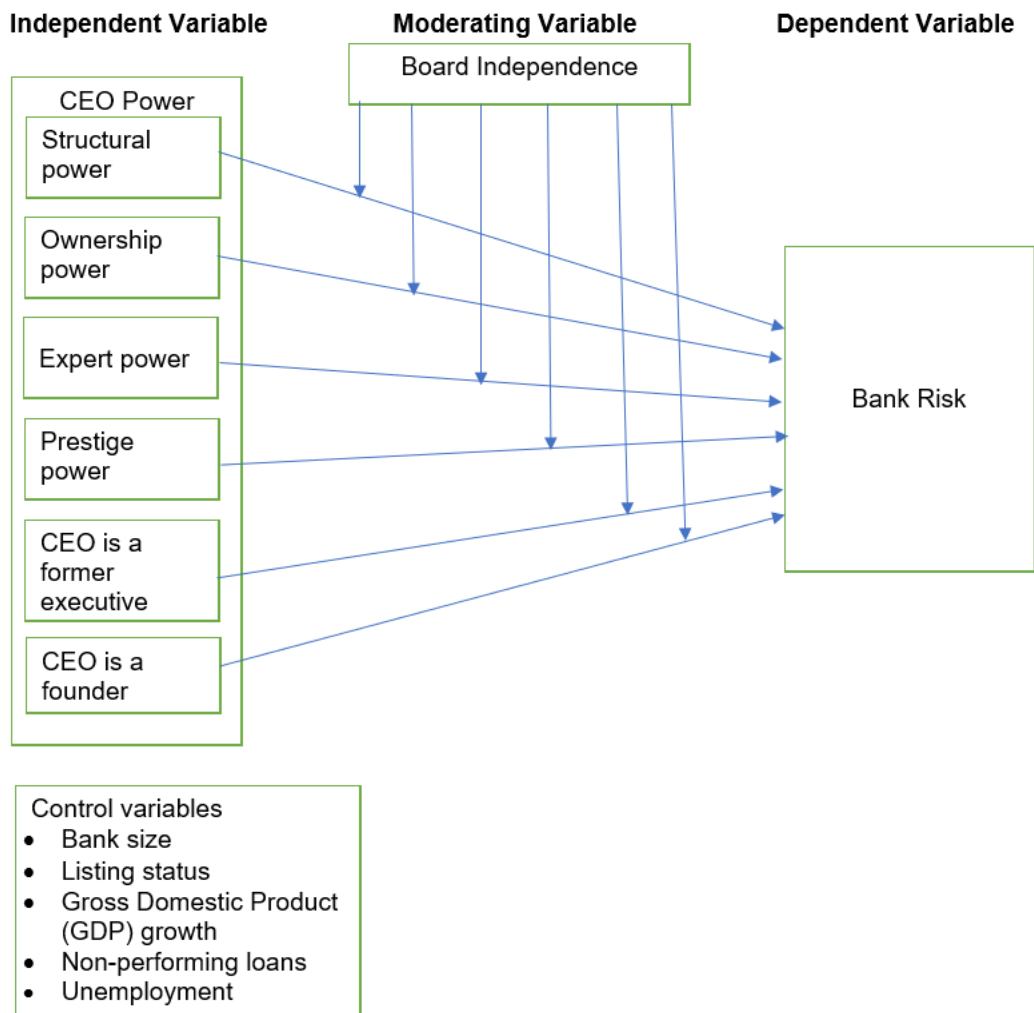 Independent Variable
Moderating Variable
Dependent Variable
Board Independence
CEO Power
Structural
power
Ownership
power
Expert power
Prestige
power
CEO is a
former
executive
CEO is a
founder
Bank Risk
Control variables
• Bank size
• Listing status
• Gross Domestic Product
(GDP) growth
• Non-performing loans
• Unemployment